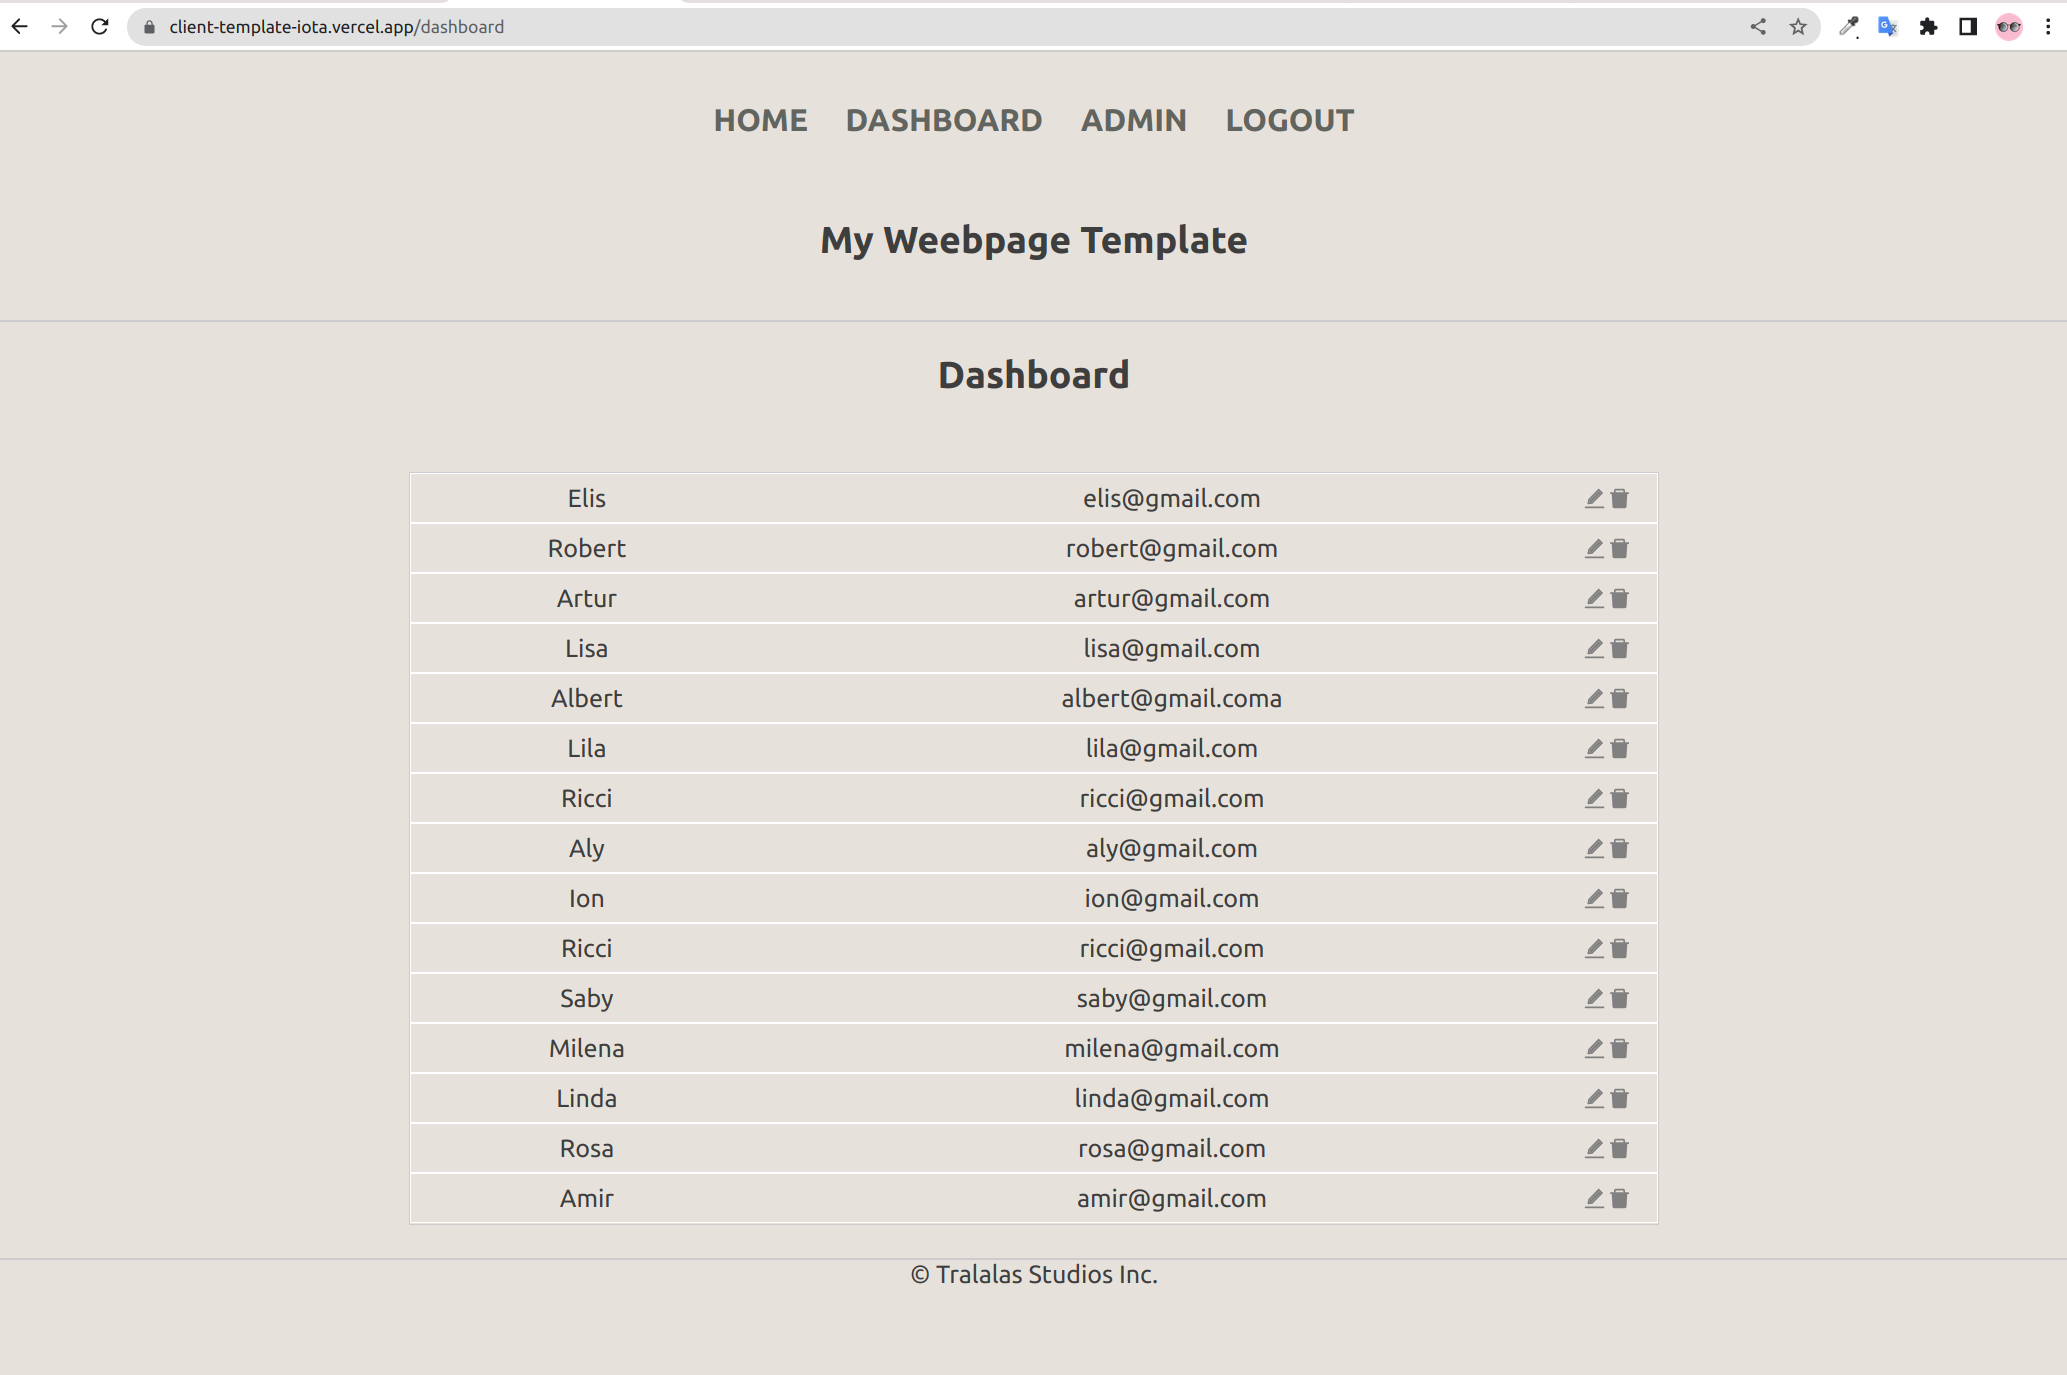 client-template-iota.vercel.app/dashboard
HOME DASHBOARD ADMIN LOGOUT
My Weebpage Template
Dashboard
Elis elis@gmail.com
Robert robert@gmail.com
Artur artur@gmail.com
Lisa lisa@gmail.com
Albert albert@gmail.coma
Lila lila@gmail.com
Ricci ricci@gmail.com
Aly aly@gmail.com
Ion ion@gmail.com
Ricci ricci@gmail.com
Saby saby@gmail.com
Milena milena@gmail.com
Linda linda@gmail.com
Rosa rosa@gmail.com
Amir amir@gmail.com
© Tralalas Studios Inc.